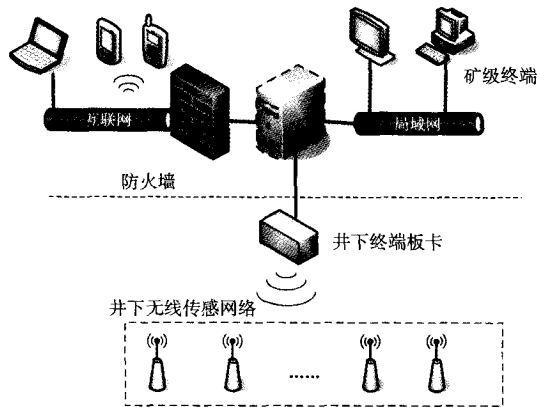 矿级终端
互联网
局域网
防火墙
井下终端板卡
井下无线传感网络
......